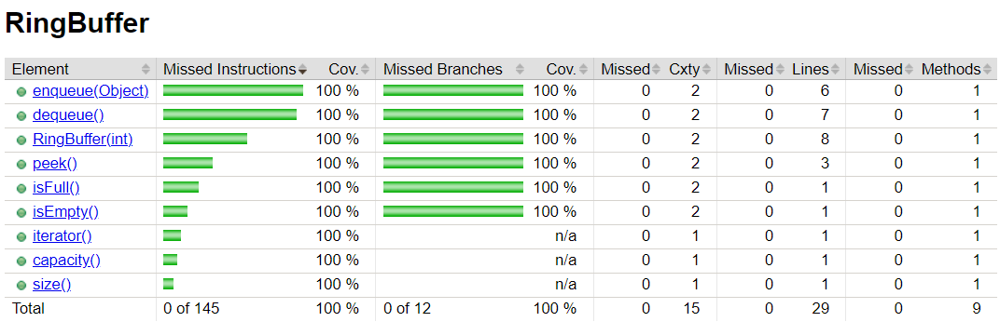 RingBuffer
Element Missed Instructions Cov. Missed Branches Cov. Missed Cxty Missed Lines Missed Methods
enqueue(Object) 100 % 100 % 0 2 0 6 0 1
dequeue() 100 % 100 % 0 2 0 7 0 1
RingBuffer(int) 100 % 100 % 0 2 0 8 0 1
peek() 100 % 100 % 0 2 0 3 0 1
isFull() 100 % 100 % 0 2 0 1 0 1
isEmpty() 100 % 100 % 0 2 0 1 0 1
iterator() 100 % n/a 0 1 0 1 0 1
capacity() 100 % n/a 0 1 0 1 0 1
size() 100 % n/a 0 1 0 1 0 1
Total 0 of 145 100 % 0 of 12 100 % 0 15 0 29 0 9